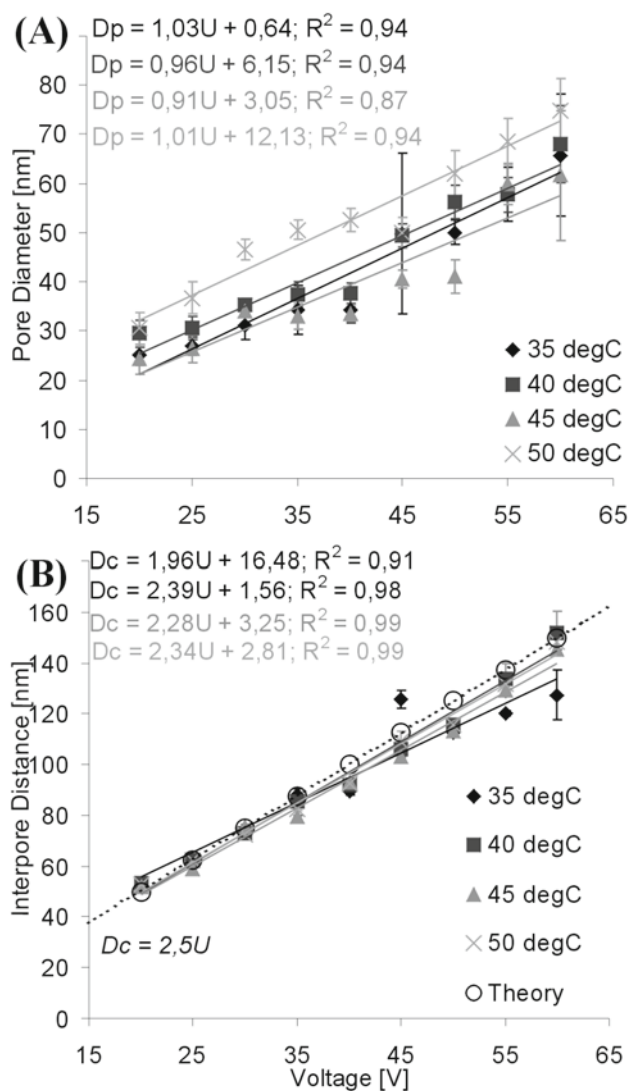 (A)
Dp = 1,03U + 0,64; R² = 0,94
Dp = 0,96U + 6,15; R² = 0,94
Dp = 0,91U + 3,05; R² = 0,87
Dp = 1,01U + 12,13; R² = 0,94
Pore Diameter [nm]
80
70
60
50
40
30
20
10
0
35 degC
40 degC
45 degC
50 degC
15 25 35 45 55 65
(B)
Dc = 1,96U + 16,48; R² = 0,91
Dc = 2,39U + 1,56; R² = 0,98
Dc = 2,28U + 3,25; R² = 0,99
Dc = 2,34U + 2,81; R² = 0,99
Interpore Distance [nm]
160
140
120
100
80
60
40
20
0
35 degC
40 degC
45 degC
50 degC
Theory
Dc = 2,5U
15 25 35 45 55 65
Voltage [V]